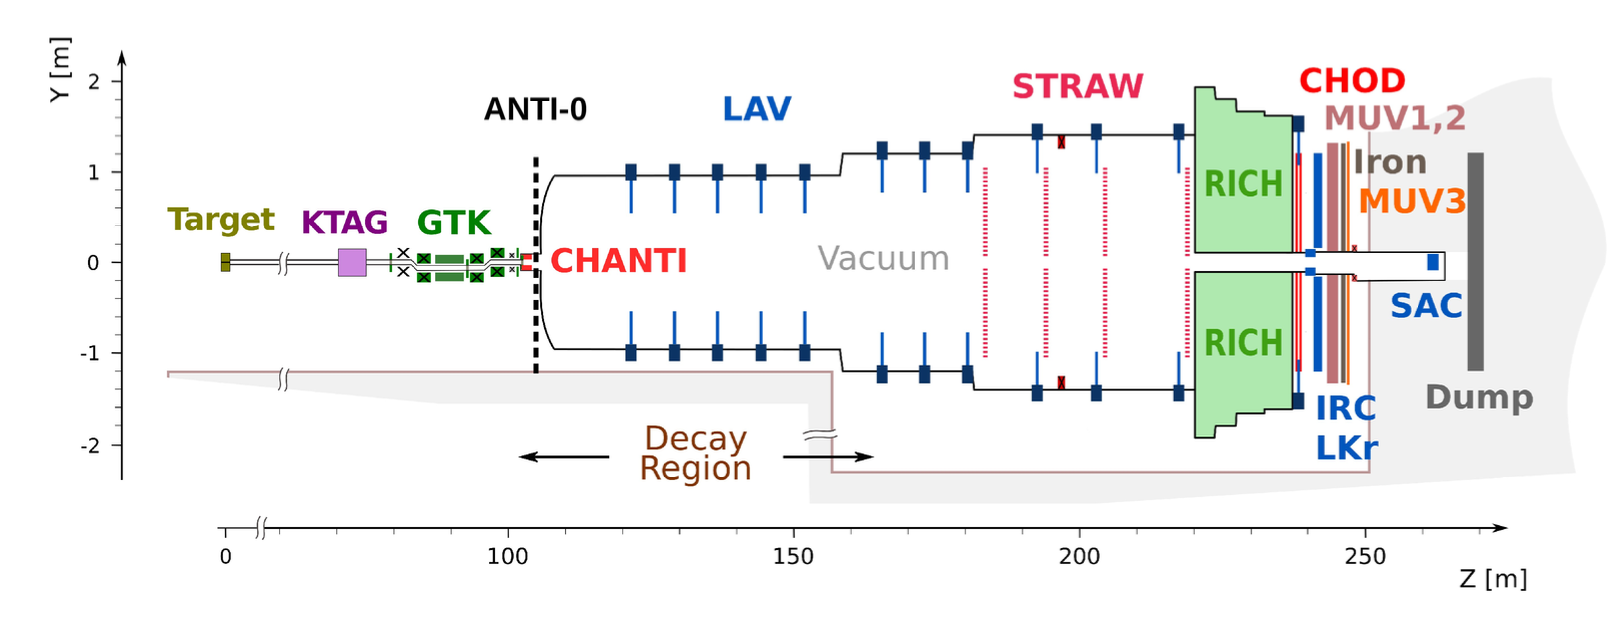 Y [m]
2
1
0
-1
-2
Target
KTAG
GTK
ANTI-0
CHANTI
LAV
Vacuum
STRAW
RICH
RICH
CHOD
MUV1,2
Iron
MUV3
SAC
IRC
LKr
Dump
Decay
Region
0
100
150
200
250
Z [m]